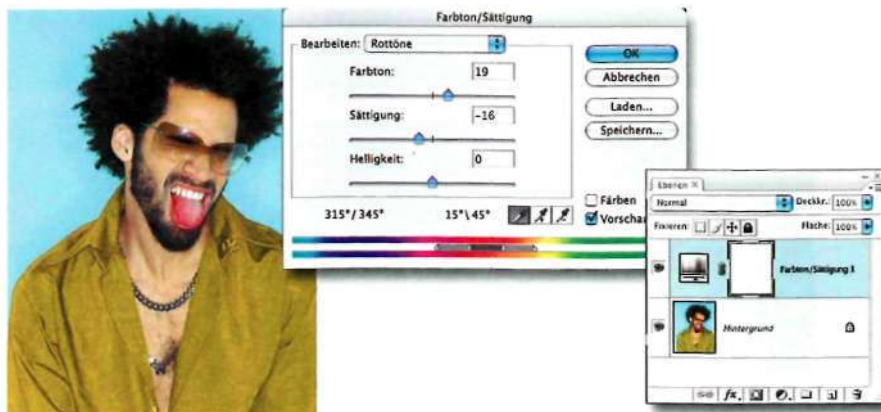 Farbton/Sättigung
Bearbeiten: Rottöne
OK
Farbton: 19
Abbrechen
Sättigung: -16
Laden...
Speichern...
Helligkeit: 0
Färben
315°/345° 15°\45°
Vorschau
Ebenen ×
Normal Deckkr.: 100%
Fixieren: Fläche: 100%
Farbton/Sättigung 1
Hintergrund
fx.